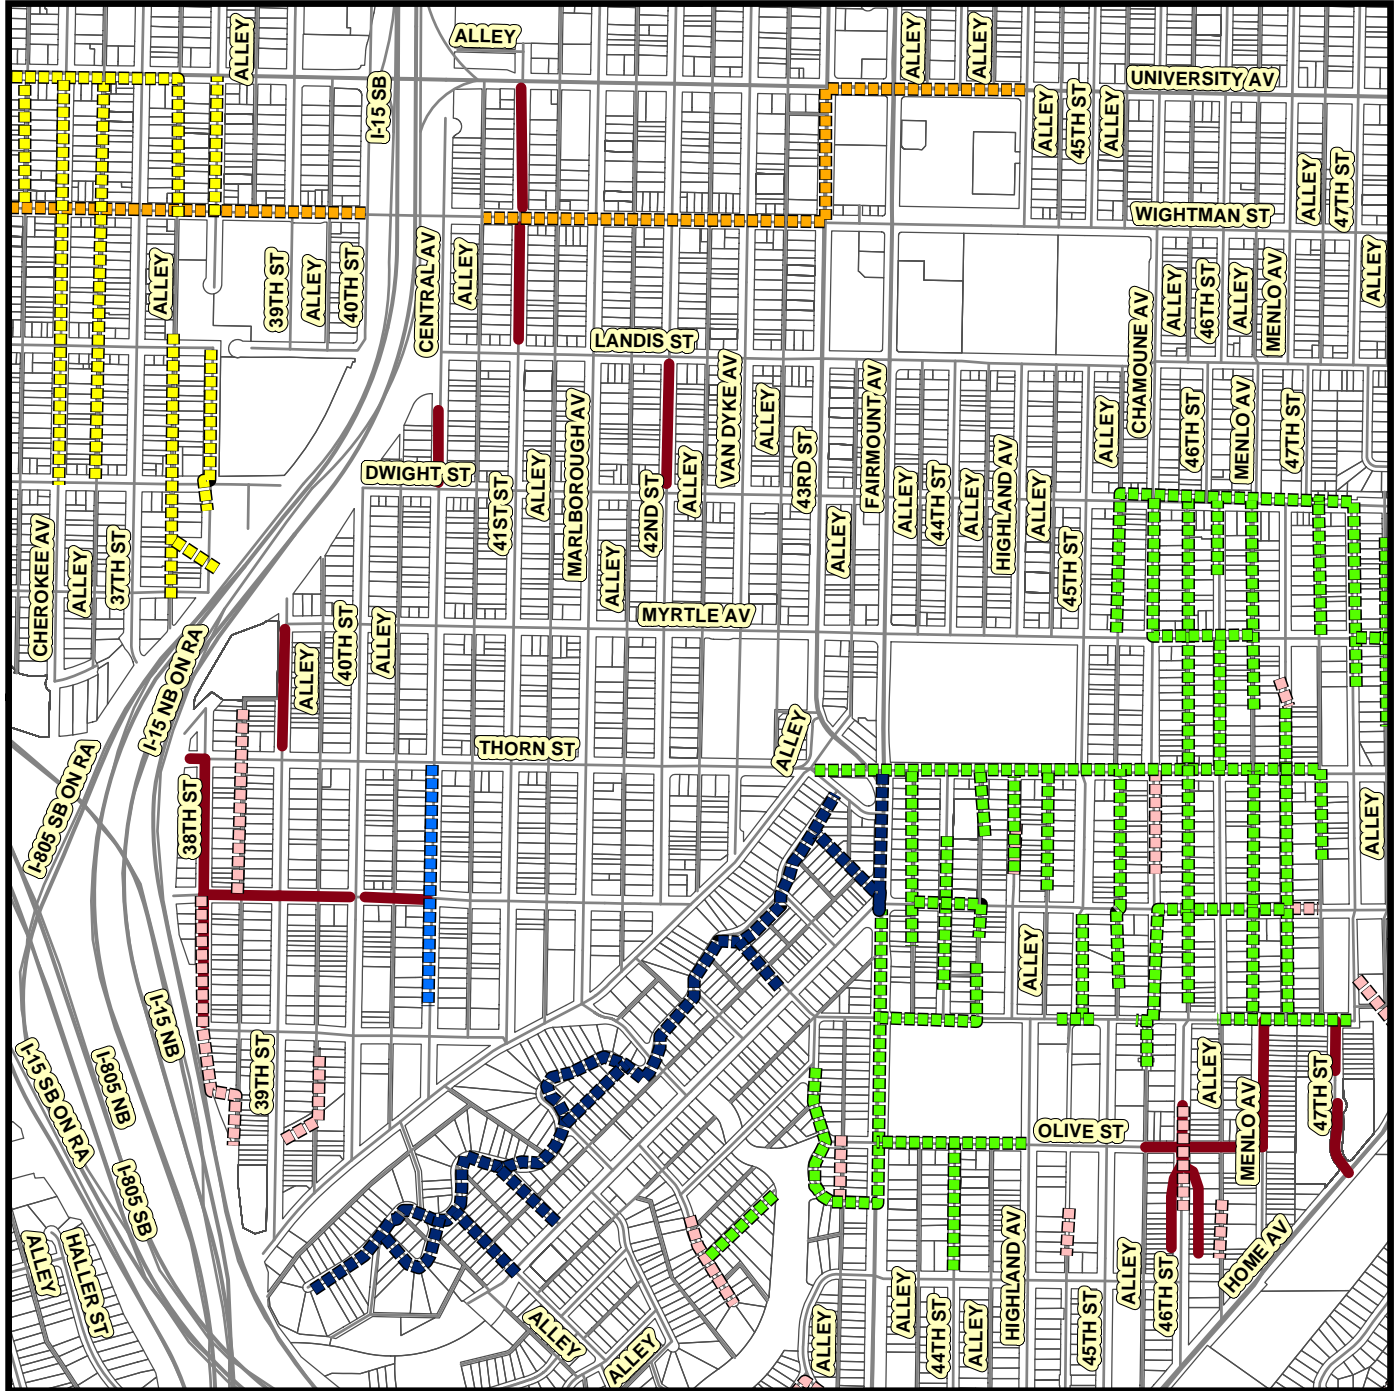 ALLEY
ALLEY
ALLEY
ALLEY
I-15 SB
UNIVERSITY AV
ALLEY
45TH ST
ALLEY
ALLEY
47TH ST
WIGHTMAN ST
ALLEY
39TH ST
ALLEY
40TH ST
CENTRAL AV
ALLEY
ALLEY
46TH ST
ALLEY
MENLO AV
ALLEY
LANDIS ST
CHAMOUNE AV
VAN DYKE AV
ALLEY
FAIRMOUNT AV
MARLBOROUGH AV
ALLEY
46TH ST
MENLO AV
47TH ST
DWIGHT ST
41ST ST
ALLEY
42ND ST
ALLEY
43RD ST
ALLEY
44TH ST
ALLEY
HIGHLAND AV
ALLEY
CHEROKEE AV
ALLEY
37TH ST
ALLEY
ALLEY
45TH ST
MYRTLE AV
40TH ST
ALLEY
ALLEY
I-15 NB ON RA
THORN ST
ALLEY
I-805 SB ON RA
38TH ST
ALLEY
ALLEY
I-15 NB
I-15 SB ON RA
I-805 NB
39TH ST
ALLEY
MENLO AV
47TH ST
OLIVE ST
I-805 SB
ALLEY
HALLER ST
HIGHLAND AV
ALLEY
46TH ST
HOME AV
ALLEY
ALLEY
ALLEY
ALLEY
44TH ST
ALLEY
45TH ST